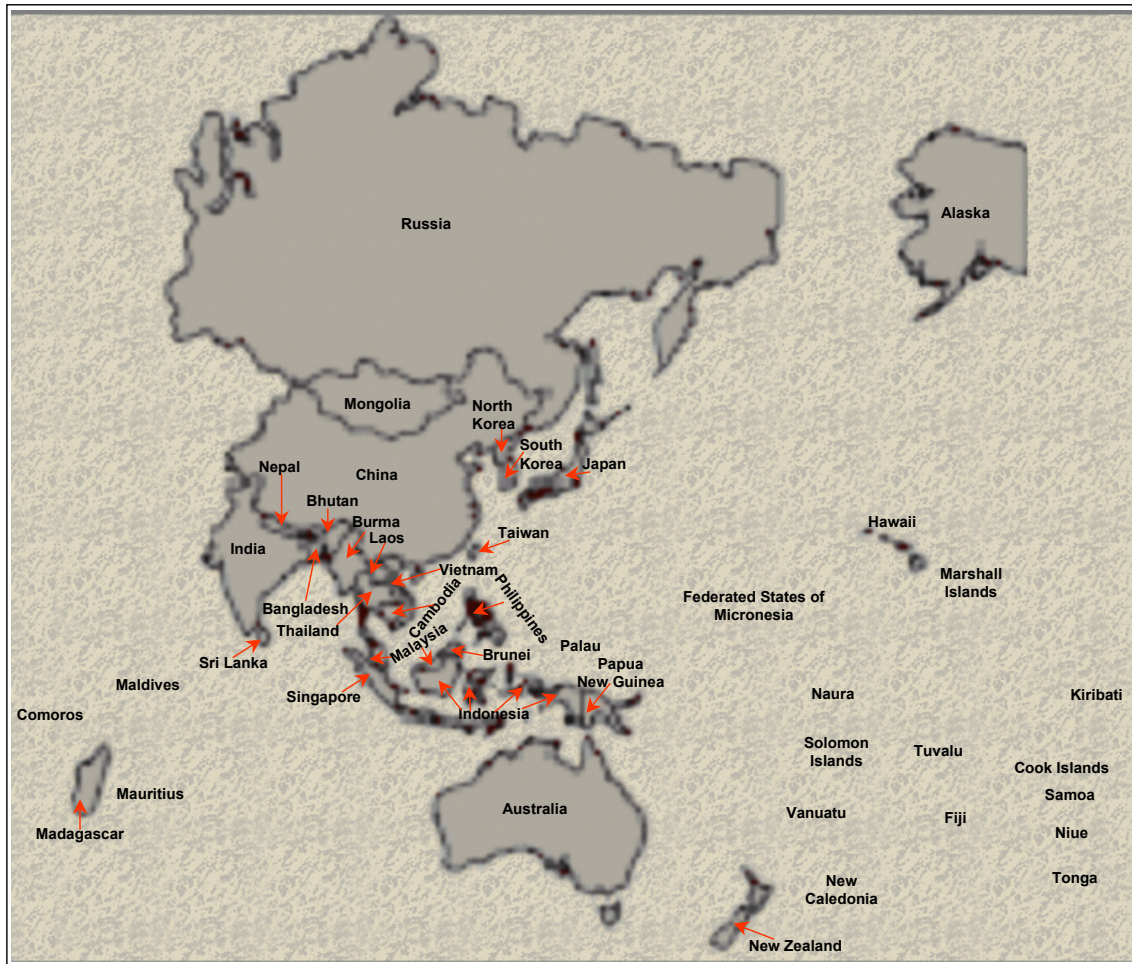 Russia
Alaska
Mongolia
North
Korea
South
Korea
Japan
Nepal
China
Bhutan
Burma
Laos
India
Taiwan
Hawaii
Vietnam
Marshall
Islands
Bangladesh
Cambodia
Philippines
Federated States of
Micronesia
Thailand
Malaysia
Sri Lanka
Brunei
Palau
Papua
New Guinea
Maldives
Singapore
Indonesia
Naura
Kiribati
Comoros
Solomon
Islands
Tuvalu
Cook Islands
Mauritius
Samoa
Australia
Vanuatu
Fiji
Madagascar
Niue
New
Caledonia
Tonga
New Zealand